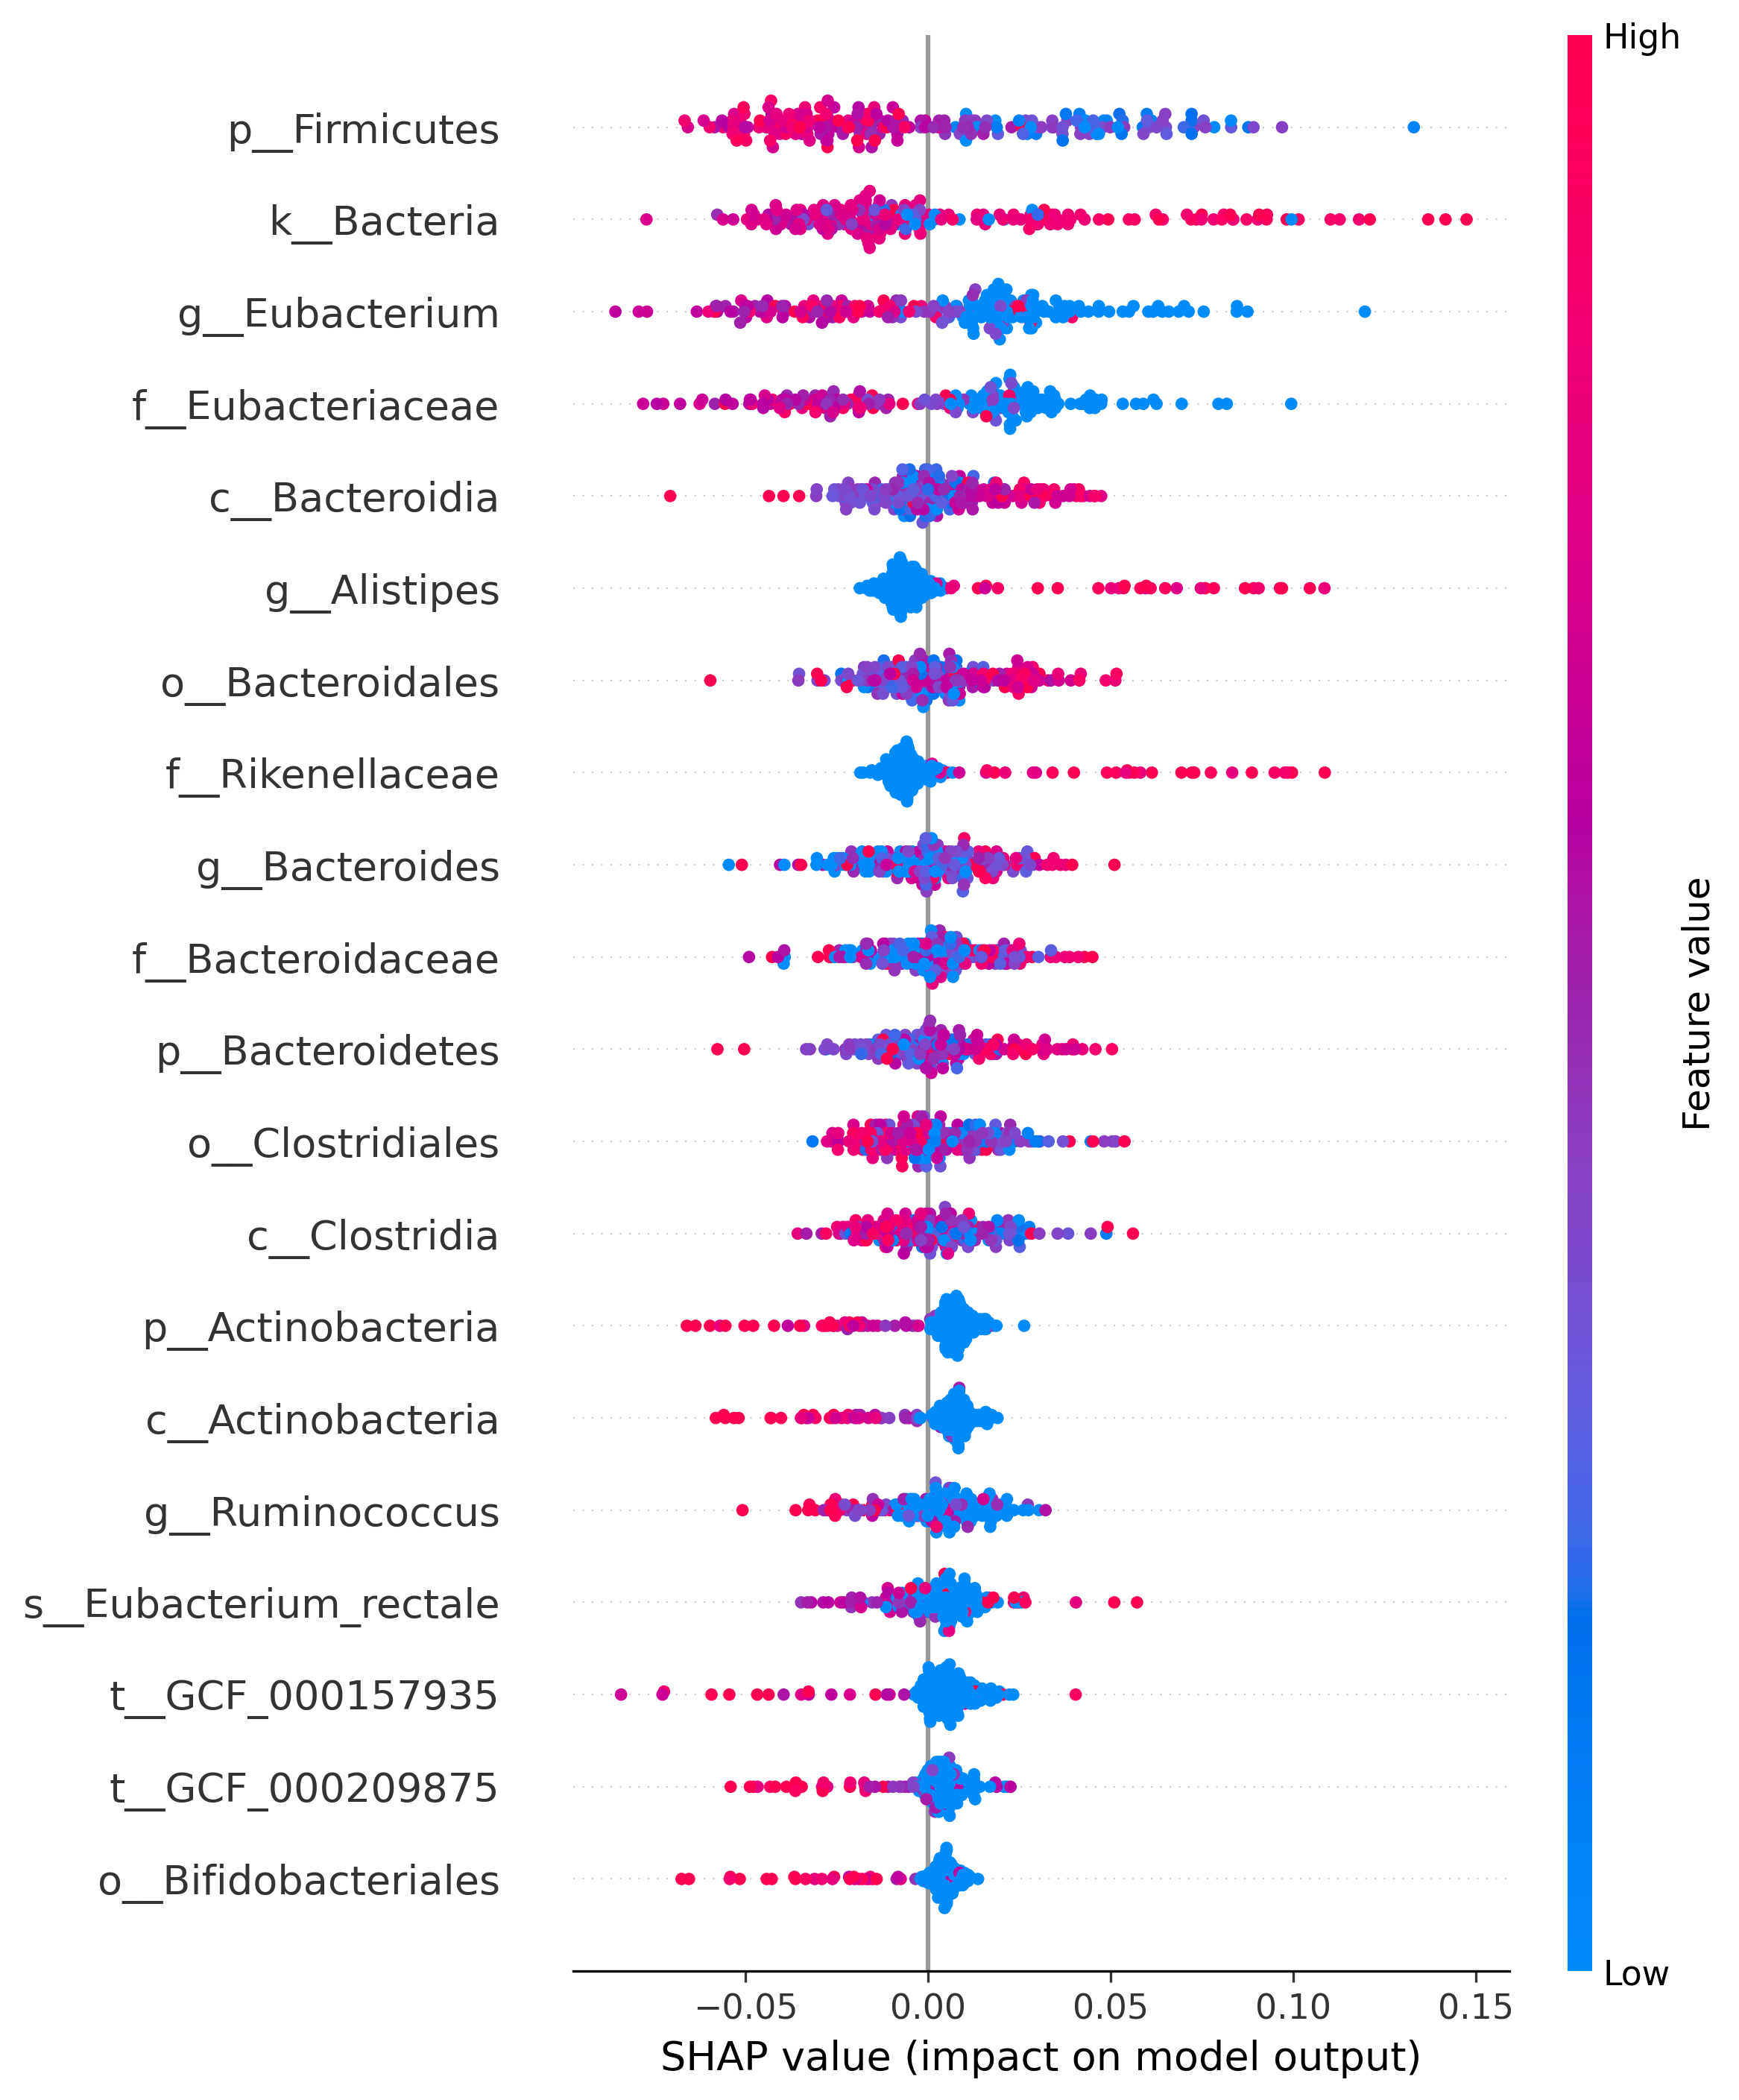 High
p__Firmicutes
k__Bacteria
g__Eubacterium
f__Eubacteriaceae
c__Bacteroidia
g__Alistipes
o__Bacteroidales
f__Rikenellaceae
g__Bacteroides
f__Bacteroidaceae
p__Bacteroidetes
o__Clostridiales
c__Clostridia
p__Actinobacteria
c__Actinobacteria
g__Ruminococcus
s__Eubacterium_rectale
t__GCF_000157935
t__GCF_000209875
o__Bifidobacteriales
Feature value
Low
−0.05 0.00 0.05 0.10 0.15
SHAP value (impact on model output)